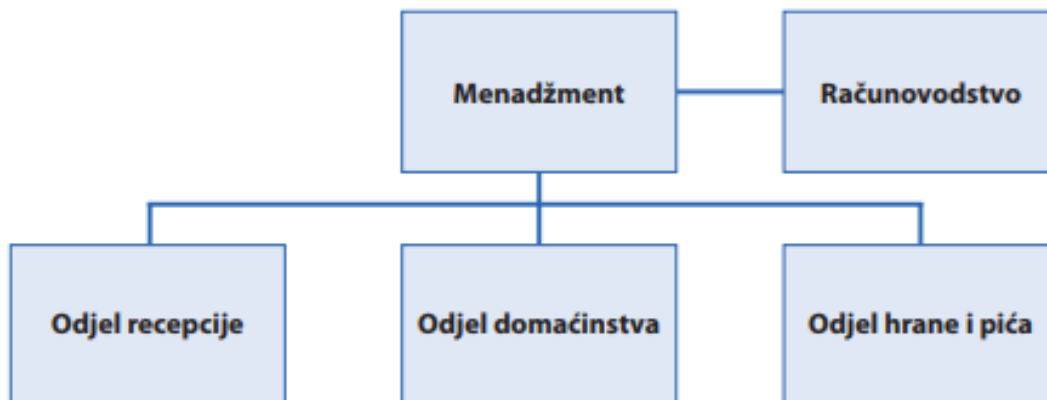 Menadžment
Računovodstvo
Odjel recepcije
Odjel domaćinstva
Odjel hrane i pića